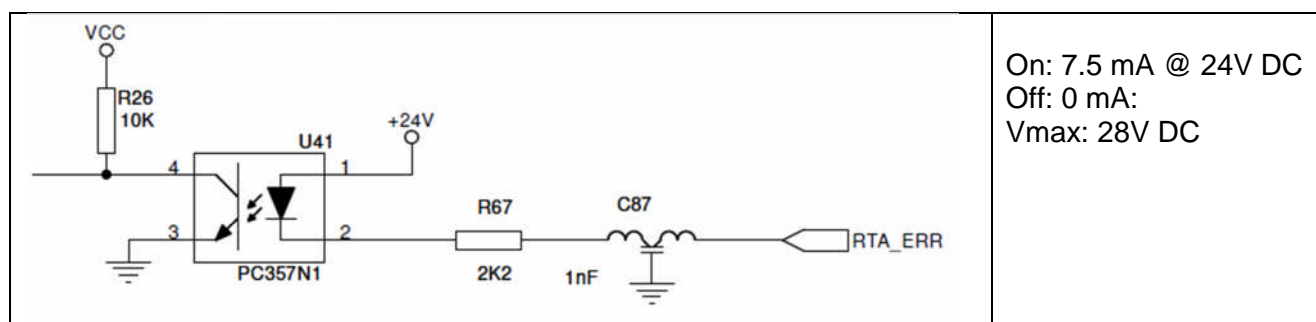 VCC
R26
10K
+24V
U41
4
1
3
2
PC357N1
R67
2K2
C87
1nF
RTA_ERR
On: 7.5 mA @ 24V DC
Off: 0 mA:
Vmax: 28V DC